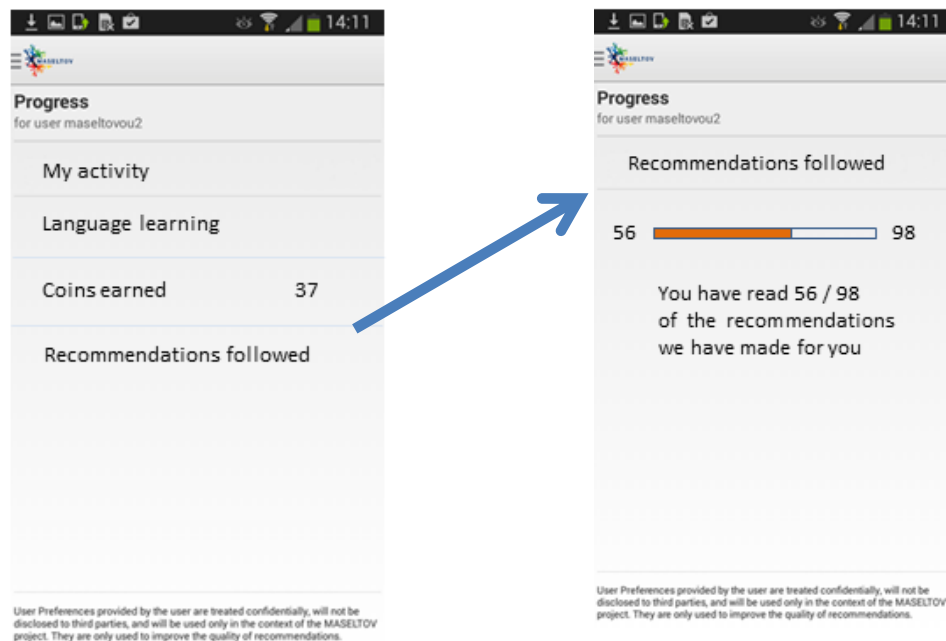 14:11
MASELTOV
Progress
for user maseltovou2
My activity
Language learning
Coins earned 37
Recommendations followed
User Preferences provided by the user are treated confidentially, will not be
disclosed to third parties, and will be used only in the context of the MASELTOV
project. They are only used to improve the quality of recommendations.
14:11
MASELTOV
Progress
for user maseltovou2
Recommendations followed
56 98
You have read 56 / 98
of the recommendations
we have made for you
User Preferences provided by the user are treated confidentially, will not be
disclosed to third parties, and will be used only in the context of the MASELTOV
project. They are only used to improve the quality of recommendations.